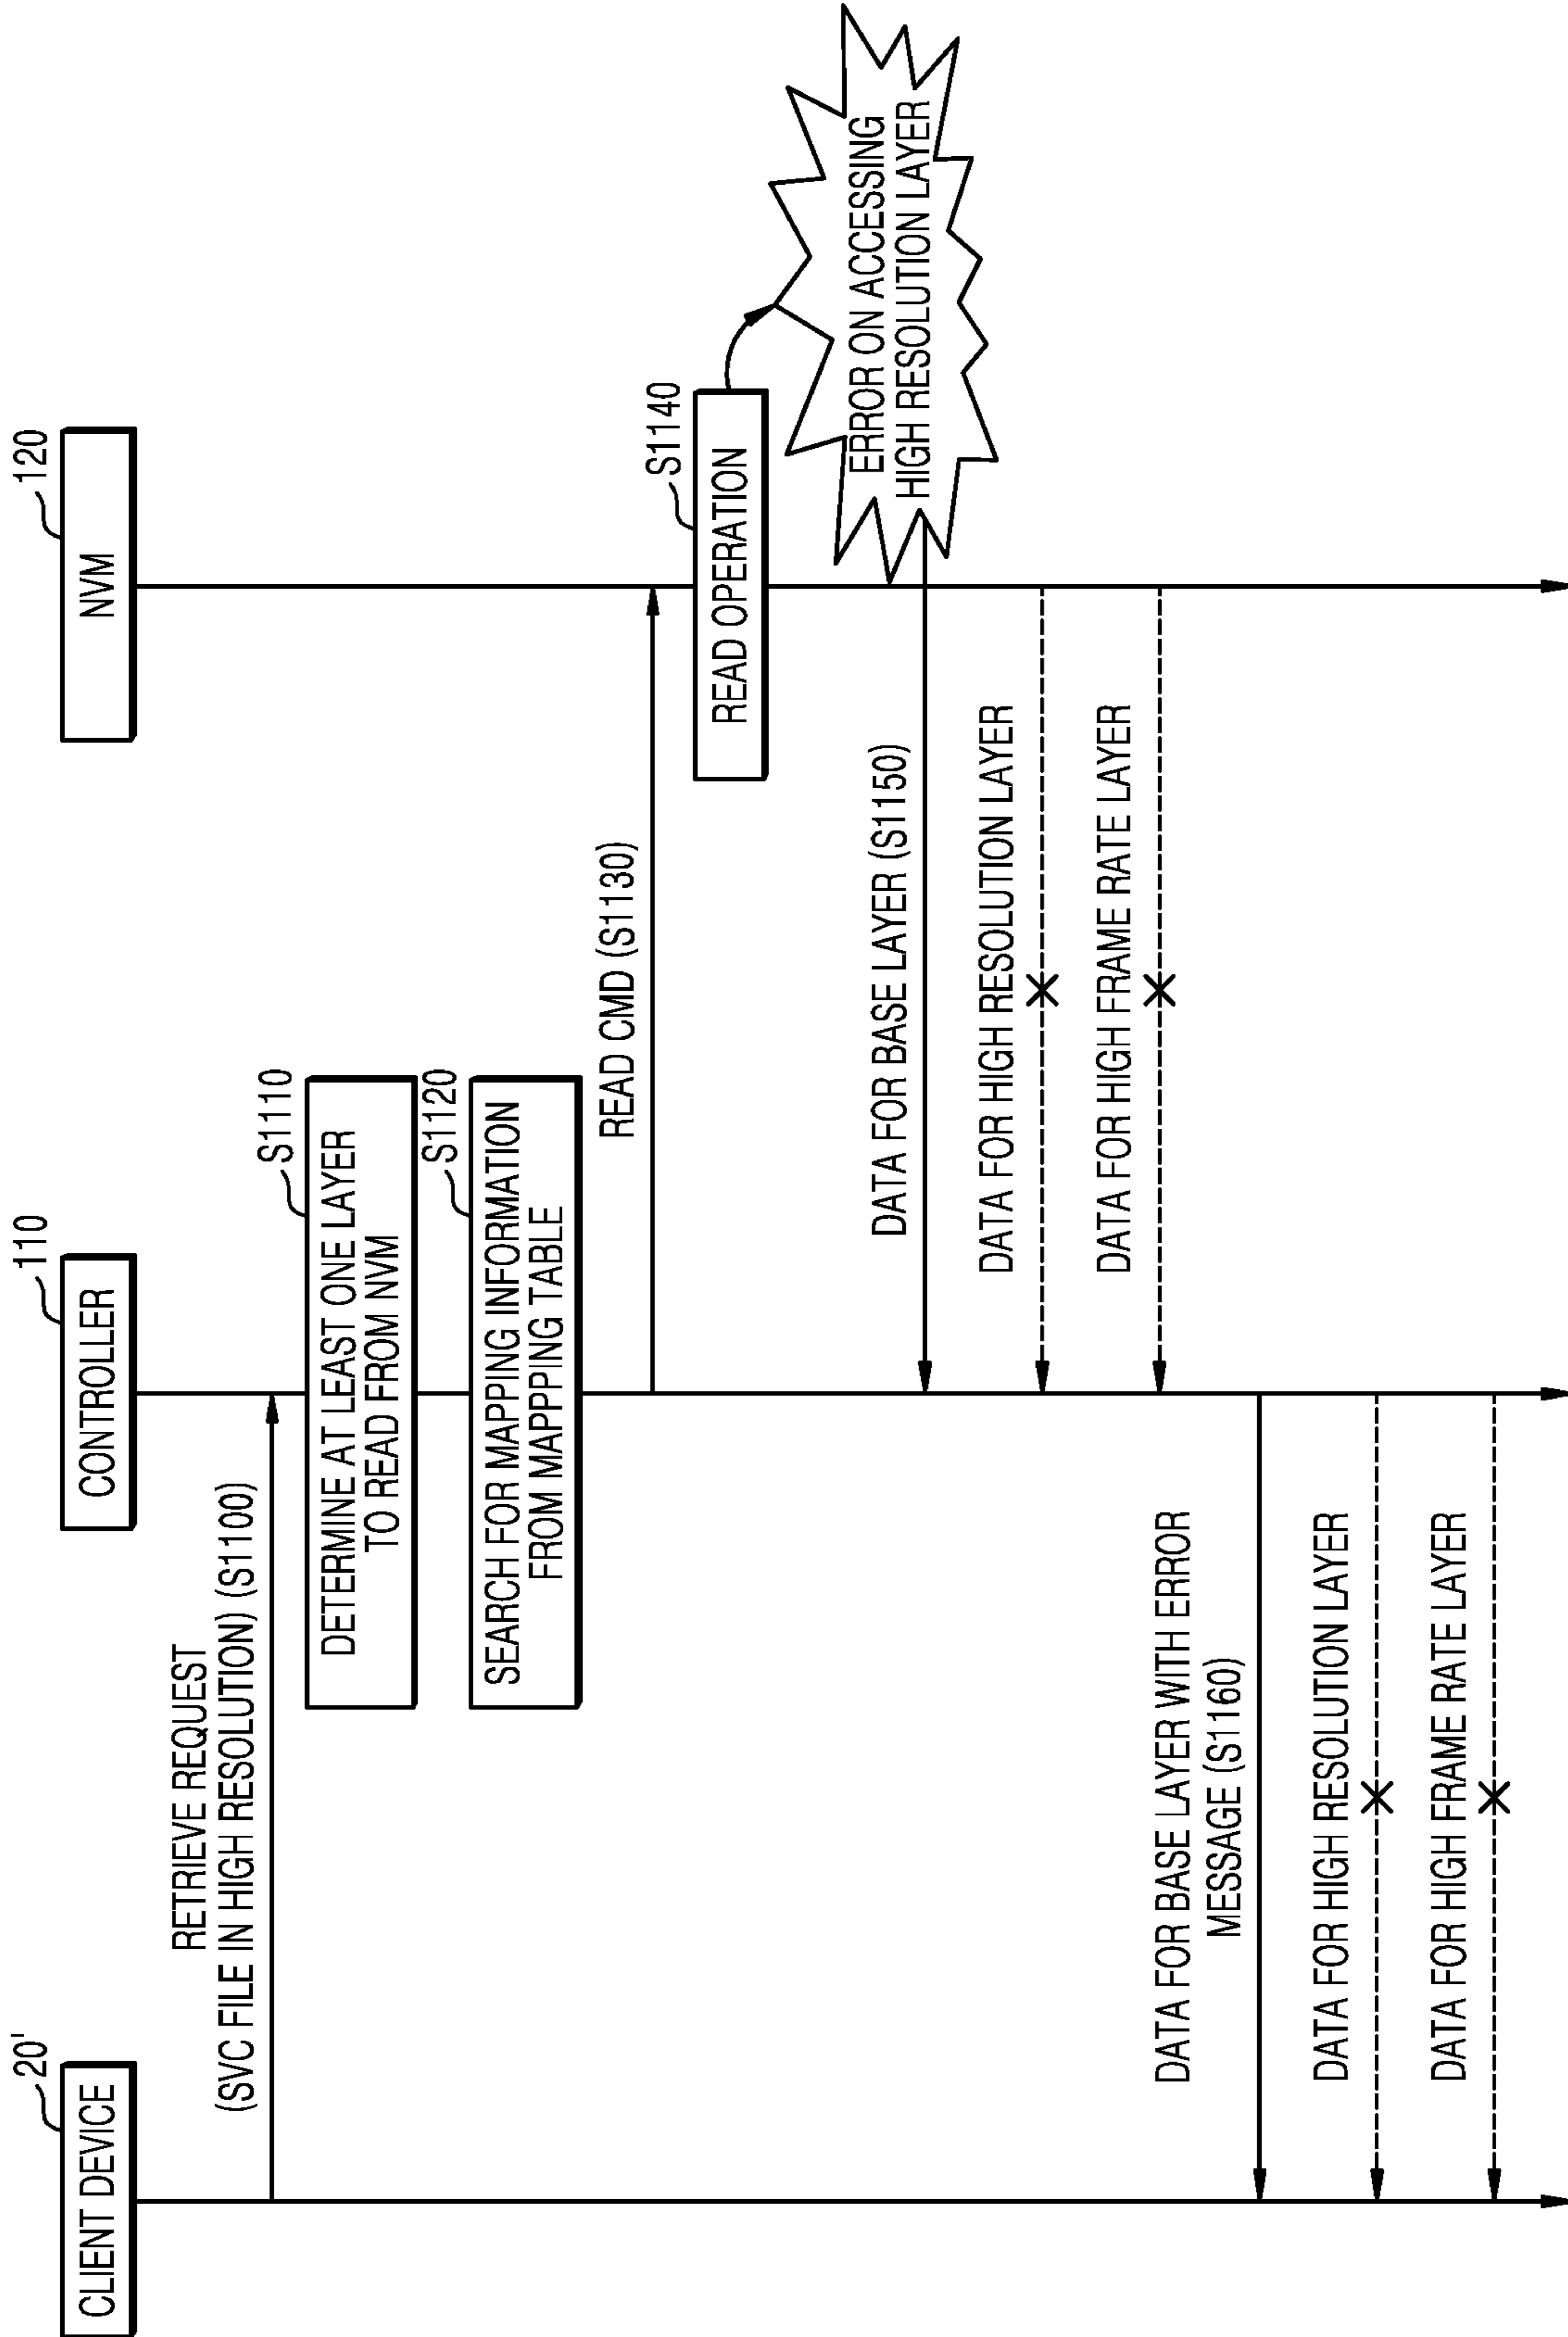 CLIENT DEVICE
20'
CONTROLLER
110
NVM
120
RETRIEVE REQUEST
(SVC FILE IN HIGH RESOLUTION) (S1100)
S1110
DETERMINE AT LEAST ONE LAYER
TO READ FROM NVM
S1120
SEARCH FOR MAPPING INFORMATION
FROM MAPPPING TABLE
READ CMD (S1130)
S1140
READ OPERATION
ERROR ON ACCESSING
HIGH RESOLUTION LAYER
DATA FOR BASE LAYER (S1150)
DATA FOR HIGH RESOLUTION LAYER
DATA FOR HIGH FRAME RATE LAYER
DATA FOR BASE LAYER WITH ERROR
MESSAGE (S1160)
DATA FOR HIGH RESOLUTION LAYER
DATA FOR HIGH FRAME RATE LAYER